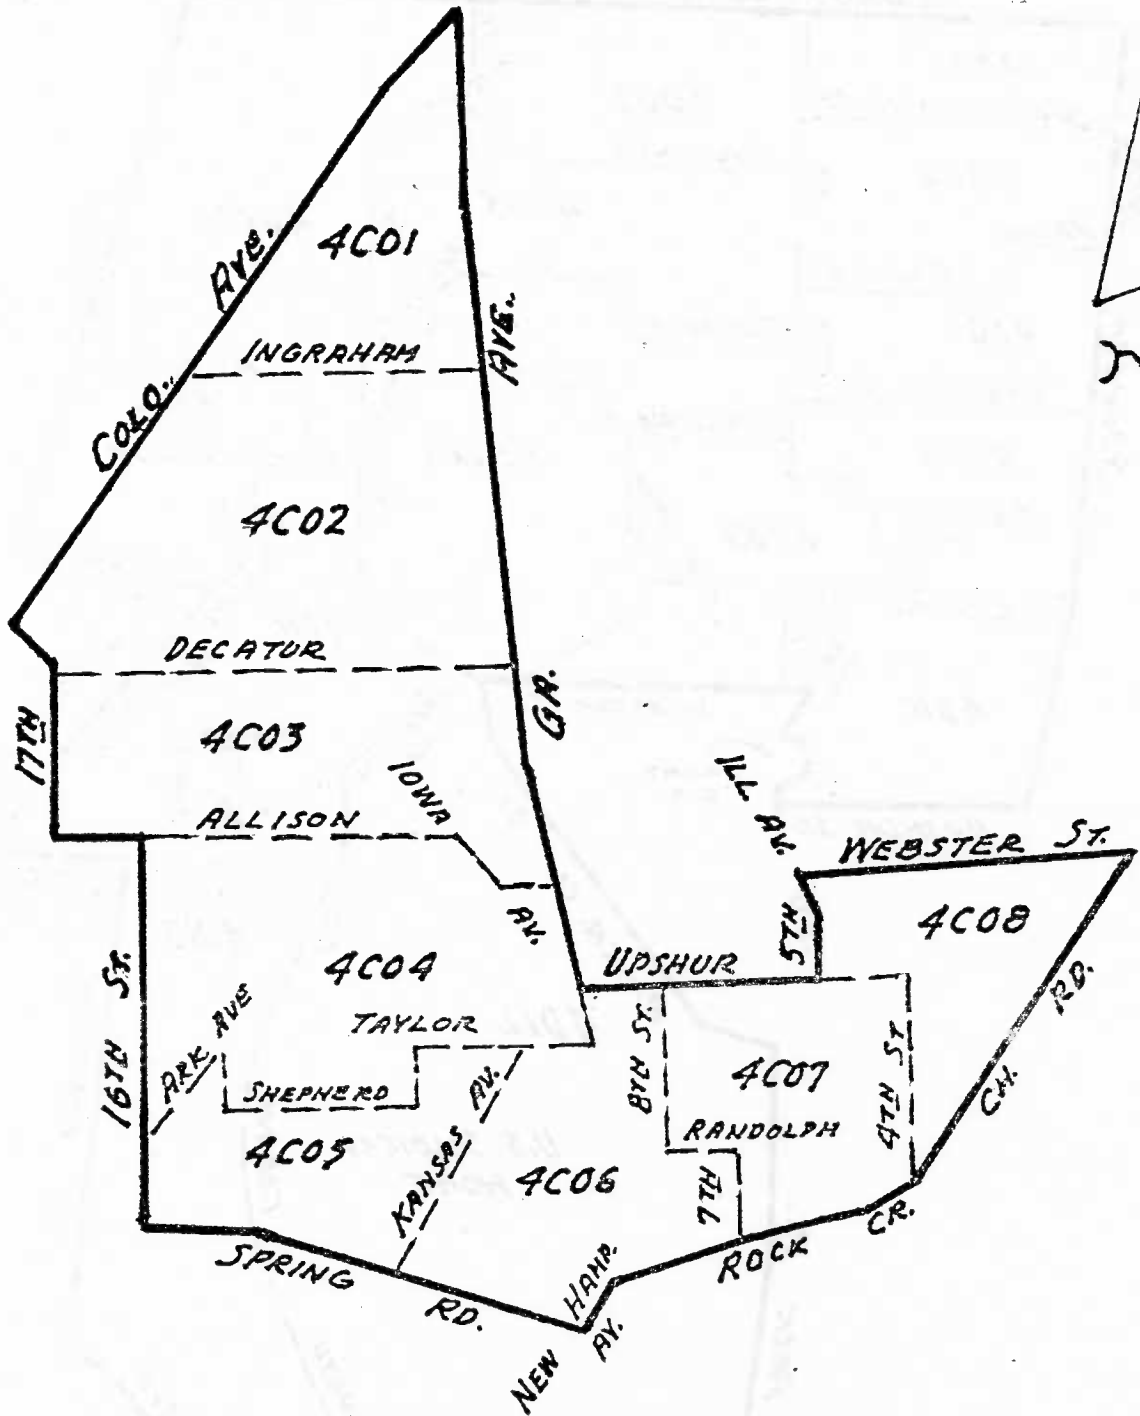 4C01
AVE.
COLO.
INGRAHAM
AVE.
4C02
DECATUR
GA.
17TH
4C03
IOWA
AV.
ALLISON
ILL AV.
WEBSTER ST.
4C08
5TH
UPSHUR
4C04
16TH ST.
ARK AVE
TAYLOR
SHEPHERD
8TH ST.
4C07
4TH ST
CH. RD.
RANDOLPH
4C05
KANSAS AV.
4C06
7TH
SPRING RD.
NEW HAMP. AV.
ROCK CR.